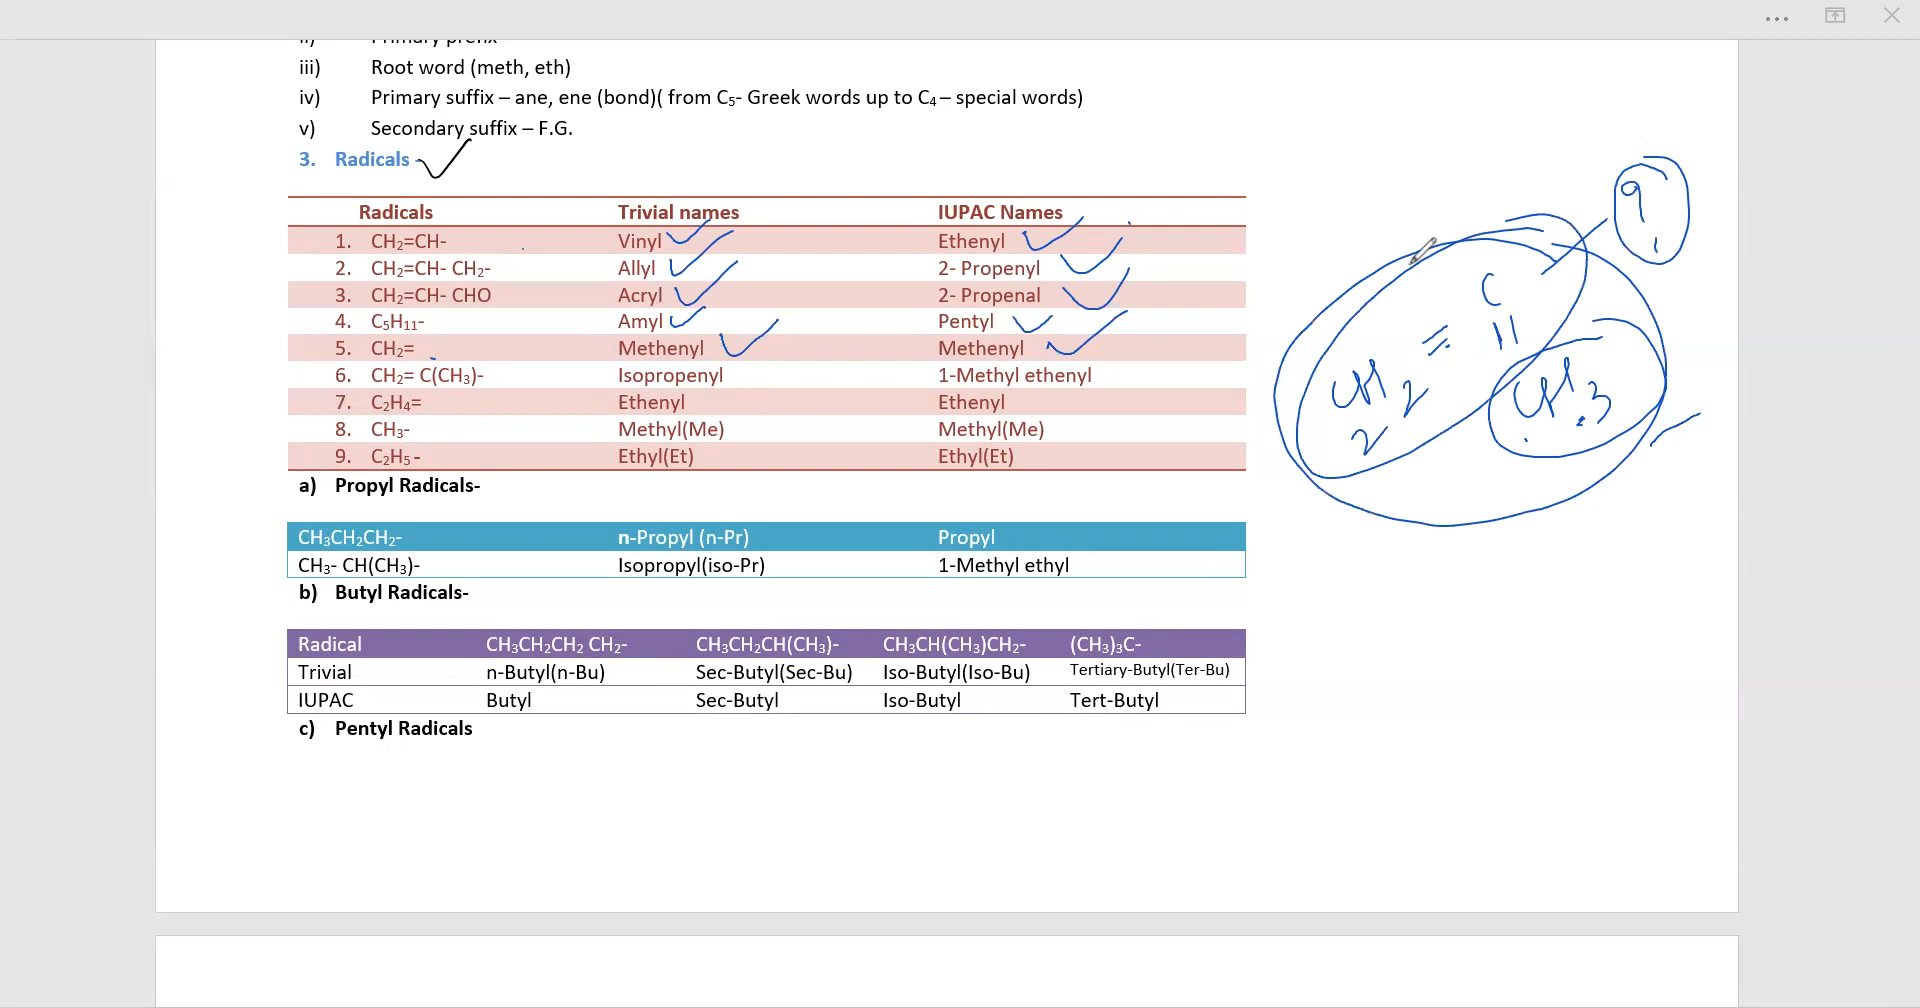 iii) Root word (meth, eth)
iv) Primary suffix – ane, ene (bond)( from C5- Greek words up to C4 – special words)
v) Secondary suffix – F.G.
3. Radicals -
Radicals Trivial names IUPAC Names
1. CH2=CH- Vinyl Ethenyl
2. CH2=CH- CH2- Allyl 2- Propenyl
3. CH2=CH- CHO Acryl 2- Propenal
4. C5H11- Amyl Pentyl
5. CH2= Methenyl Methenyl
6. CH2= C(CH3)- Isopropenyl 1-Methyl ethenyl
7. C2H4= Ethenyl Ethenyl
8. CH3- Methyl(Me) Methyl(Me)
9. C2H5 - Ethyl(Et) Ethyl(Et)
a) Propyl Radicals-
CH3CH2CH2- n-Propyl (n-Pr) Propyl
CH3- CH(CH3)- Isopropyl(iso-Pr) 1-Methyl ethyl
b) Butyl Radicals-
Radical CH3CH2CH2 CH2- CH3CH2CH(CH3)- CH3CH(CH3)CH2- (CH3)3C-
Trivial n-Butyl(n-Bu) Sec-Butyl(Sec-Bu) Iso-Butyl(Iso-Bu) Tertiary-Butyl(Ter-Bu)
IUPAC Butyl Sec-Butyl Iso-Butyl Tert-Butyl
c) Pentyl Radicals
C
CH2 =
CH3
2